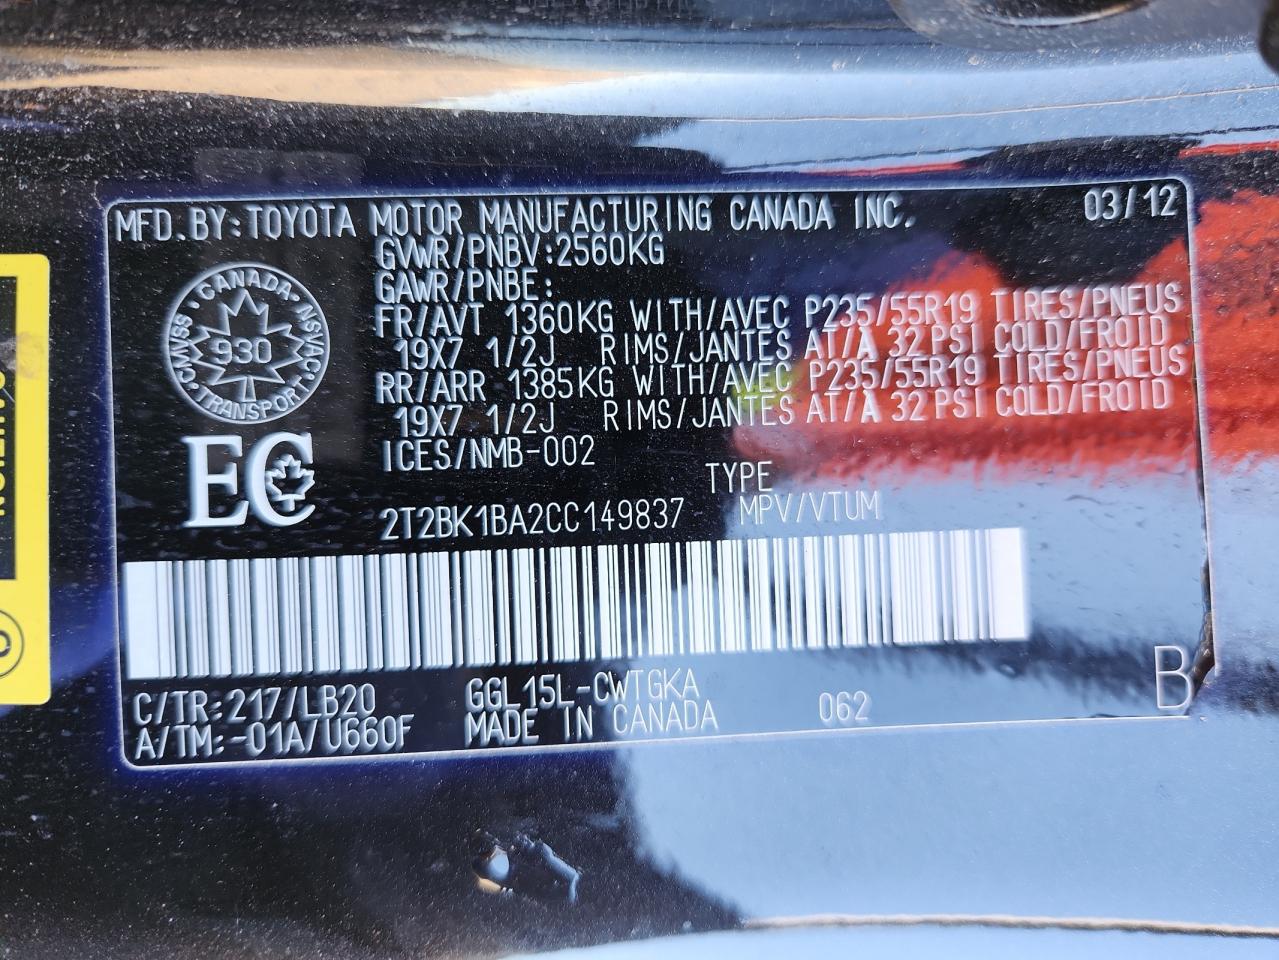 MFD.BY:TOYOTA MOTOR MANUFACTURING CANADA INC. 03/12
GVWR/PNBV:2560KG
GAWR/PNBE:
FR/AVT 1360KG WITH/AVEC P235/55R19 TIRES/PNEUS
19X7 1/2J RIMS/JANTES AT/A 32 PSI COLD/FROID
RR/ARR 1385KG WITH/AVEC P235/55R19 TIRES/PNEUS
19X7 1/2J RIMS/JANTES AT/A 32 PSI COLD/FROID
ICES/NMB-002
CANADA
930
TRANSPORT
EC
TYPE
2T2BK1BA2CC149837 MPV/VTUM
C/TR:217/LB20 GGL15L-CWTGKA 062 B
A/TM:-01A/U660F MADE IN CANADA